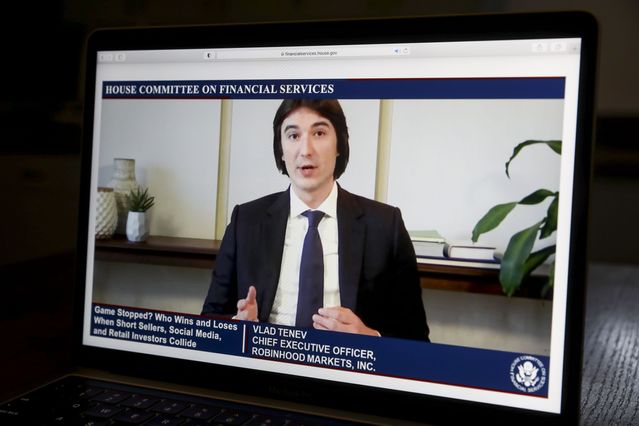 financialservices.house.gov
HOUSE COMMITTEE ON FINANCIAL SERVICES
Game Stopped? Who Wins and Loses
When Short Sellers, Social Media,
and Retail Investors Collide
VLAD TENEV
CHIEF EXECUTIVE OFFICER,
ROBINHOOD MARKETS, INC.